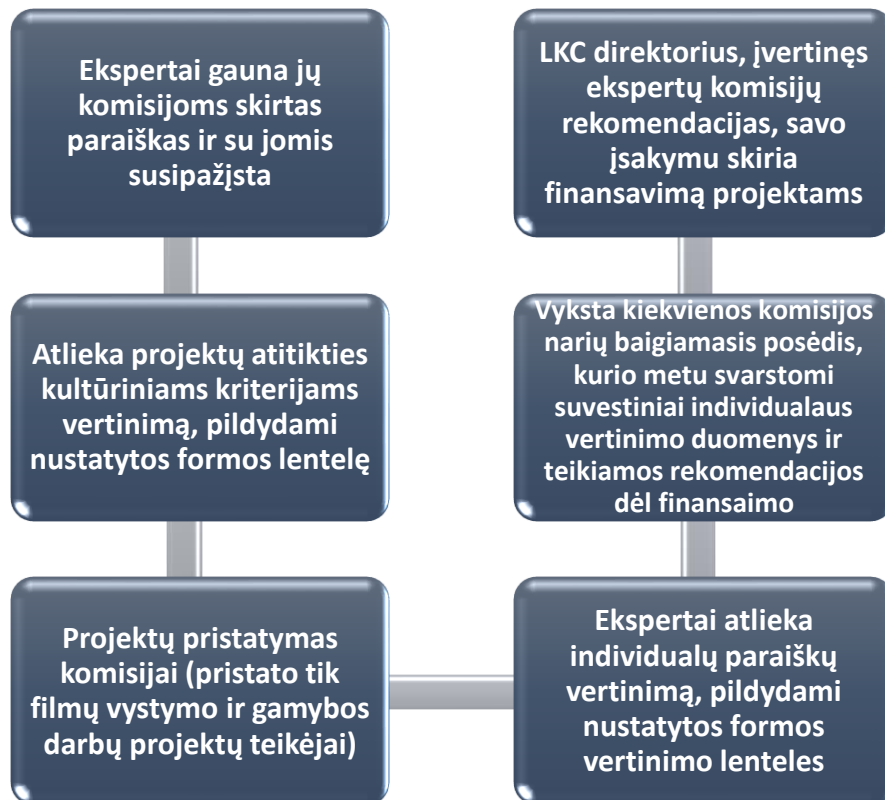 Ekspertai gauna jų
komisijoms skirtas
paraiškas ir su jomis
susipažįsta
Atlieka projektų atitikties
kultūriniams kriterijams
vertinimą, pildydami
nustatytos formos lentelę
Projektų pristatymas
komisijai (pristato tik
filmų vystymo ir gamybos
darbų projektų teikėjai)
Ekspertai atlieka
individualų paraiškų
vertinimą, pildydami
nustatytos formos
vertinimo lenteles
Vyksta kiekvienos komisijos
narių baigiamasis posėdis,
kurio metu svarstomi
suvestiniai individualaus
vertinimo duomenys ir
teikiamos rekomendacijos
dėl finansaimo
LKC direktorius, įvertinęs
ekspertų komisijų
rekomendacijas, savo
įsakymu skiria
finansavimą projektams